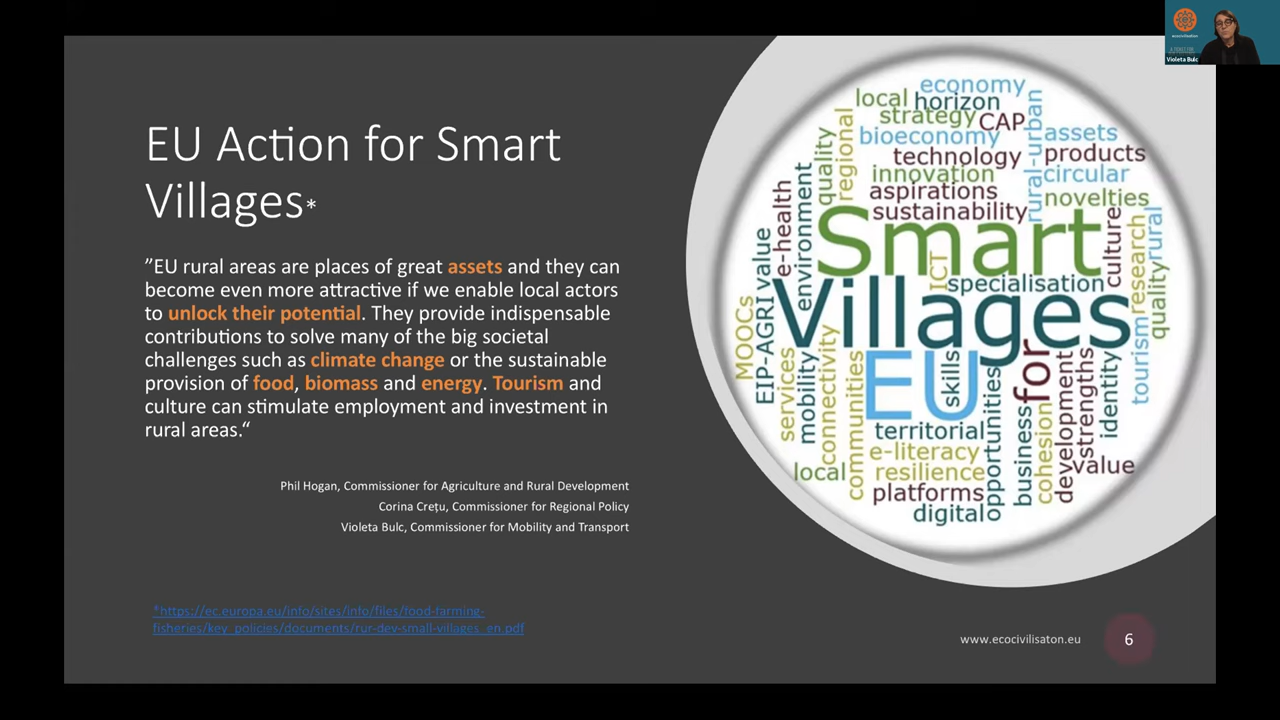 EU Action for Smart
Villages*
”EU rural areas are places of great assets and they can
become even more attractive if we enable local actors
to unlock their potential. They provide indispensable
contributions to solve many of the big societal
challenges such as climate change or the sustainable
provision of food, biomass and energy. Tourism and
culture can stimulate employment and investment in
rural areas.“
Phil Hogan, Commissioner for Agriculture and Rural Development
Corina Crețu, Commissioner for Regional Policy
Violeta Bulc, Commissioner for Mobility and Transport
*https://ec.europa.eu/info/sites/info/files/food-farming-
fisheries/key_policies/documents/rur-dev-small-villages_en.pdf
economy
local
horizon
strategy
CAP
bioeconomy
technology
innovation
aspirations
sustainability
regional
quality
environment
e-health
rural-urban
assets
products
circular
novelties
Smart
ICT
specialisation
culture
research
rural
quality
Villages
value
EIP-AGRI
MOOCs
services
mobility
connectivity
communities
EU
skills
for
territorial
e-literacy
resilience
platforms
digital
opportunities
business
cohesion
development
strengths
identity
tourism
value
local
www.ecocivilisaton.eu
6
ecocivilisation
Violeta Bulc